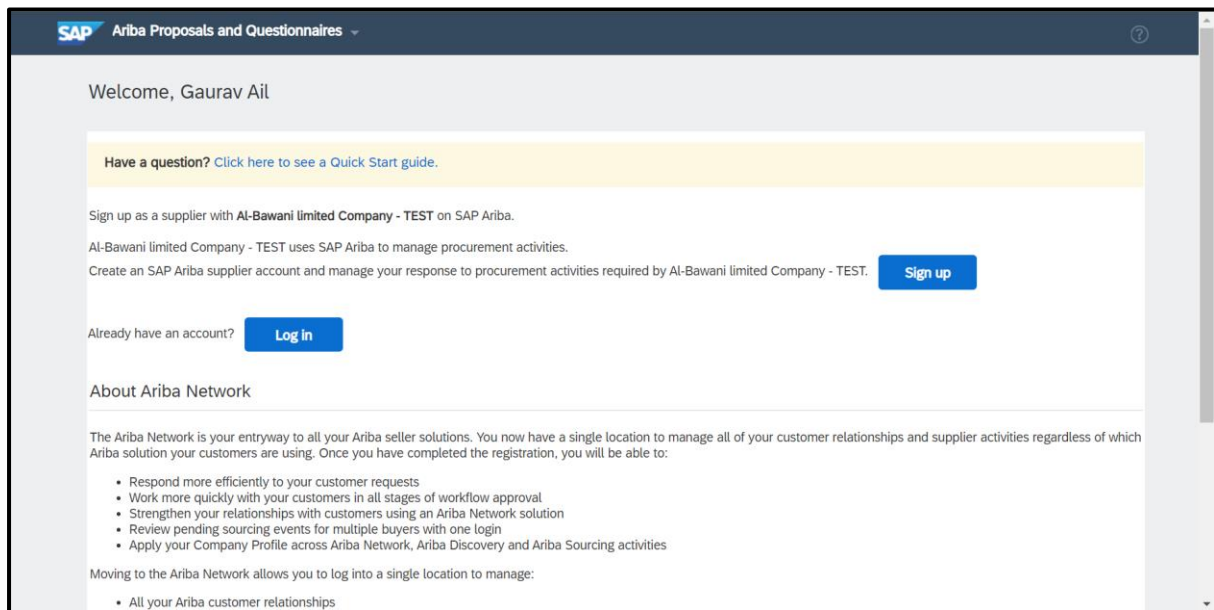 SAP Ariba Proposals and Questionnaires
Welcome, Gaurav Ail
Have a question? Click here to see a Quick Start guide.
Sign up as a supplier with Al-Bawani limited Company - TEST on SAP Ariba.
Al-Bawani limited Company - TEST uses SAP Ariba to manage procurement activities.
Create an SAP Ariba supplier account and manage your response to procurement activities required by Al-Bawani limited Company - TEST. Sign up
Already have an account? Log in
About Ariba Network
The Ariba Network is your entryway to all your Ariba seller solutions. You now have a single location to manage all of your customer relationships and supplier activities regardless of which
Ariba solution your customers are using. Once you have completed the registration, you will be able to:
• Respond more efficiently to your customer requests
• Work more quickly with your customers in all stages of workflow approval
• Strengthen your relationships with customers using an Ariba Network solution
• Review pending sourcing events for multiple buyers with one login
• Apply your Company Profile across Ariba Network, Ariba Discovery and Ariba Sourcing activities
Moving to the Ariba Network allows you to log into a single location to manage:
• All your Ariba customer relationships